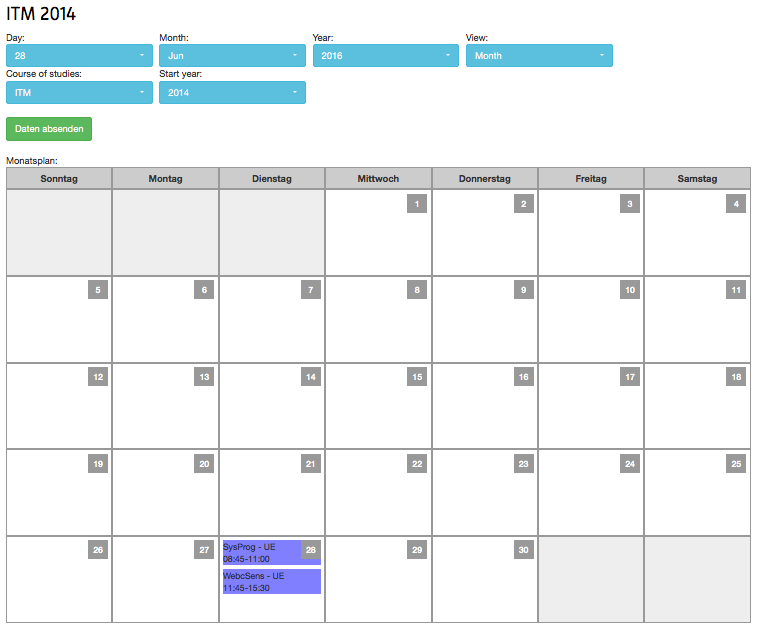 ITM 2014
Day: Month: Year: View:
28 Jun 2016 Month
Course of studies: Start year:
ITM 2014
Daten absenden
Monatsplan:
Sonntag Montag Dienstag Mittwoch Donnerstag Freitag Samstag
1 2 3 4
5 6 7 8 9 10 11
12 13 14 15 16 17 18
19 20 21 22 23 24 25
26 27 28 29 30
SysProg - UE
08:45-11:00
WebcSens - UE
11:45-15:30